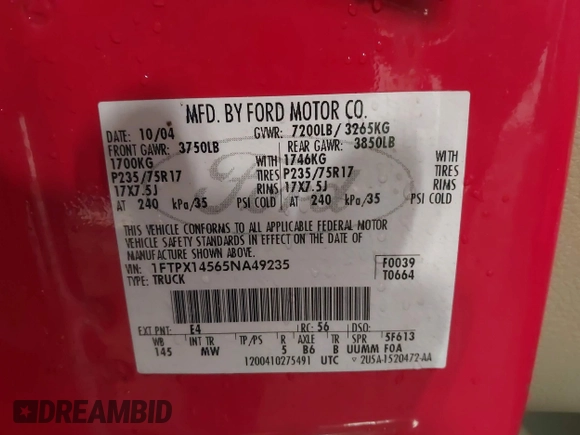 MFD. BY FORD MOTOR CO.
DATE: 10/04 GVWR: 7200LB/ 3265KG
FRONT GAWR: 3750LB REAR GAWR: 3850LB
1700KG WITH 1746KG WITH
P235/75R17 TIRES P235/75R17 TIRES
17X7.5J RIMS 17X7.5J RIMS
AT 240 kPa/35 PSI COLD AT 240 kPa/35 PSI COLD
THIS VEHICLE CONFORMS TO ALL APPLICABLE FEDERAL MOTOR
VEHICLE SAFETY STANDARDS IN EFFECT ON THE DATE OF
MANUFACTURE SHOWN ABOVE.
VIN: 1FTPX14565NA49235 F0039
TYPE: TRUCK T0664
EXT PNT: E4 RC: 56 DSO:
WB INT TR TP/PS R AXLE TR SPR 5F613
145 MW 5 B6 B UUMM F0A
1200410275491 UTC 2USA-1520472-AA
Ford
DREAMBID